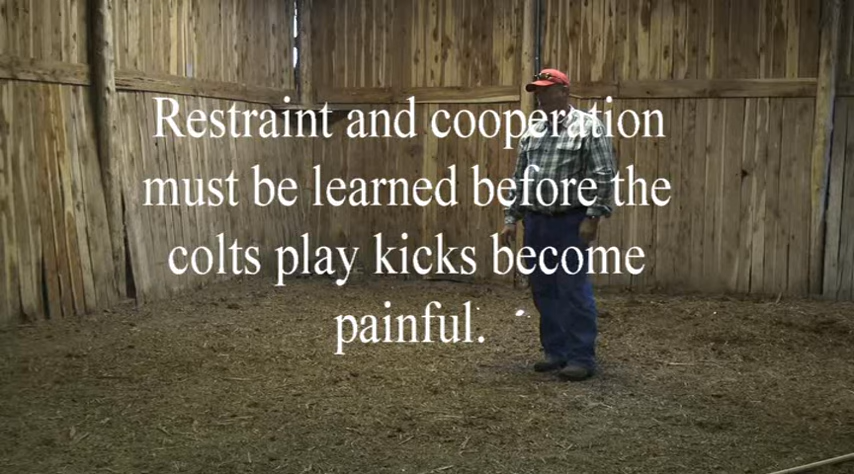 Restraint and cooperation
must be learned before the
colts play kicks become
painful.